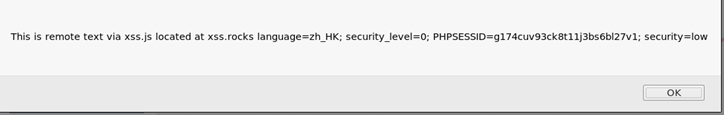 This is remote text via xss.js located at xss.rocks language=zh_HK; security_level=0; PHPSESSID=g174cuv93ck8t11j3bs6bl27v1; security=low
OK